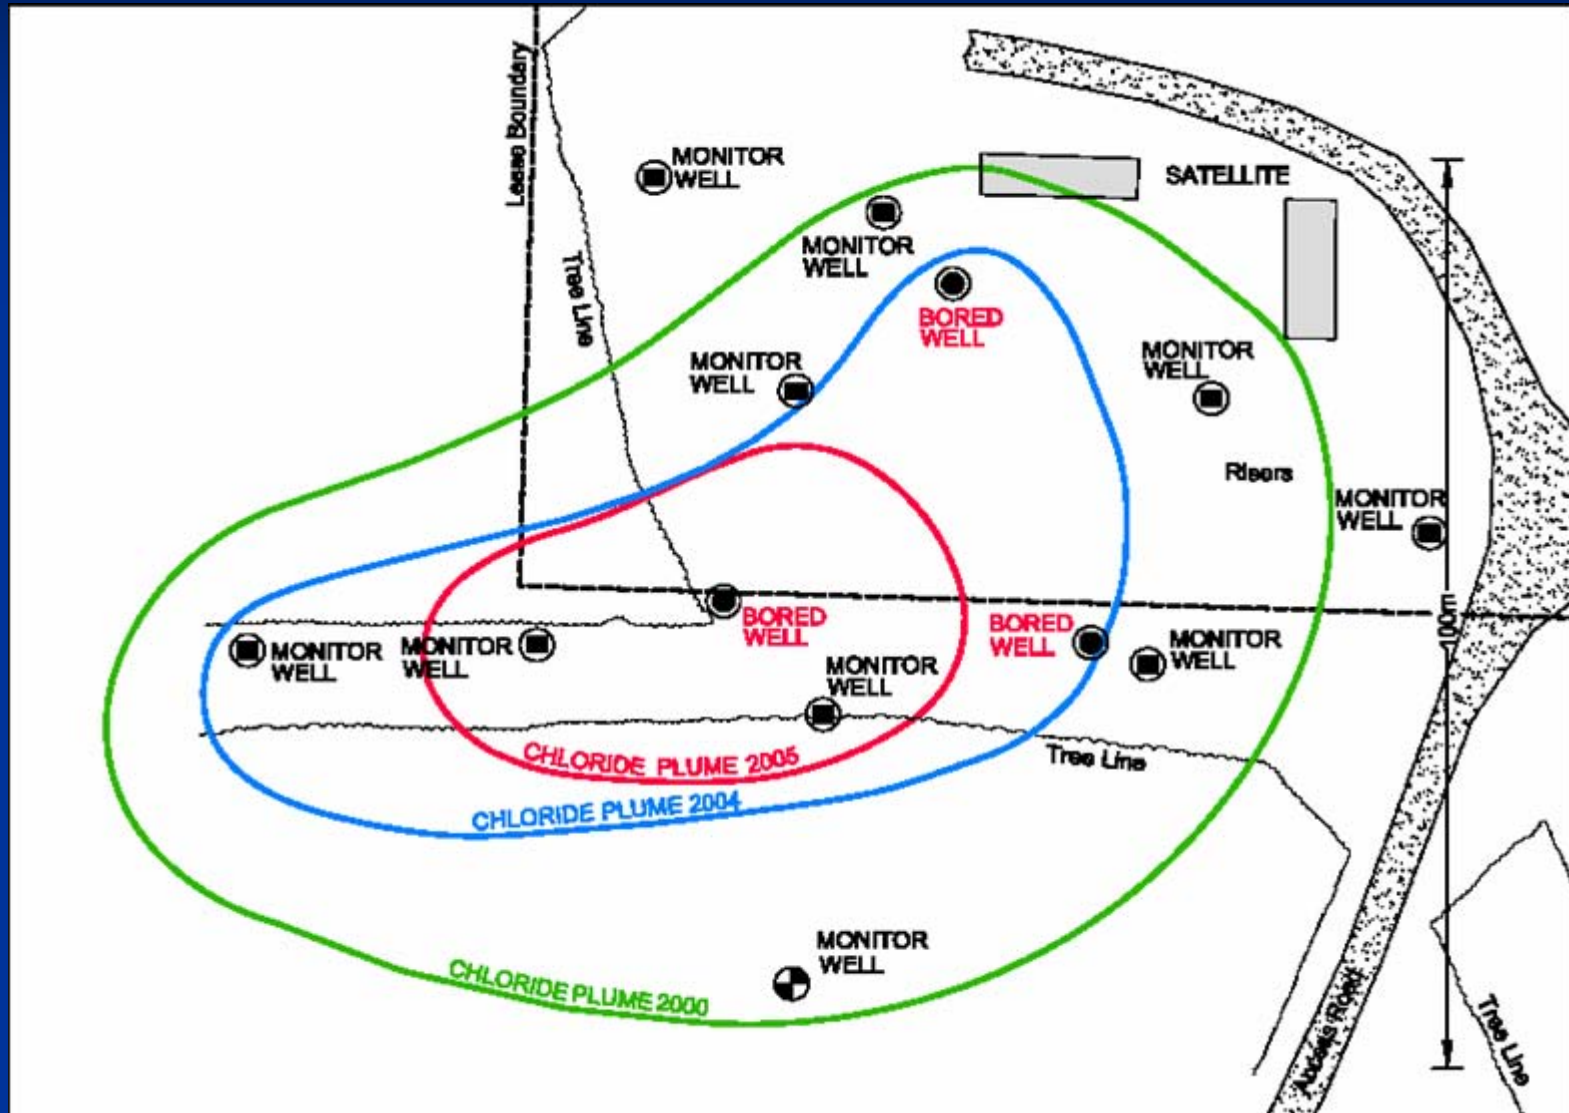 Lease Boundary
MONITOR
WELL
SATELLITE
Tree Line
MONITOR
WELL
BORED
WELL
MONITOR
WELL
MONITOR
WELL
Risers
MONITOR
WELL
MONITOR
WELL
MONITOR
WELL
BORED
WELL
BORED
WELL
MONITOR
WELL
MONITOR
WELL
100m
CHLORIDE PLUME 2005
Tree Line
CHLORIDE PLUME 2004
MONITOR
WELL
CHLORIDE PLUME 2000
Access Road
Tree Line